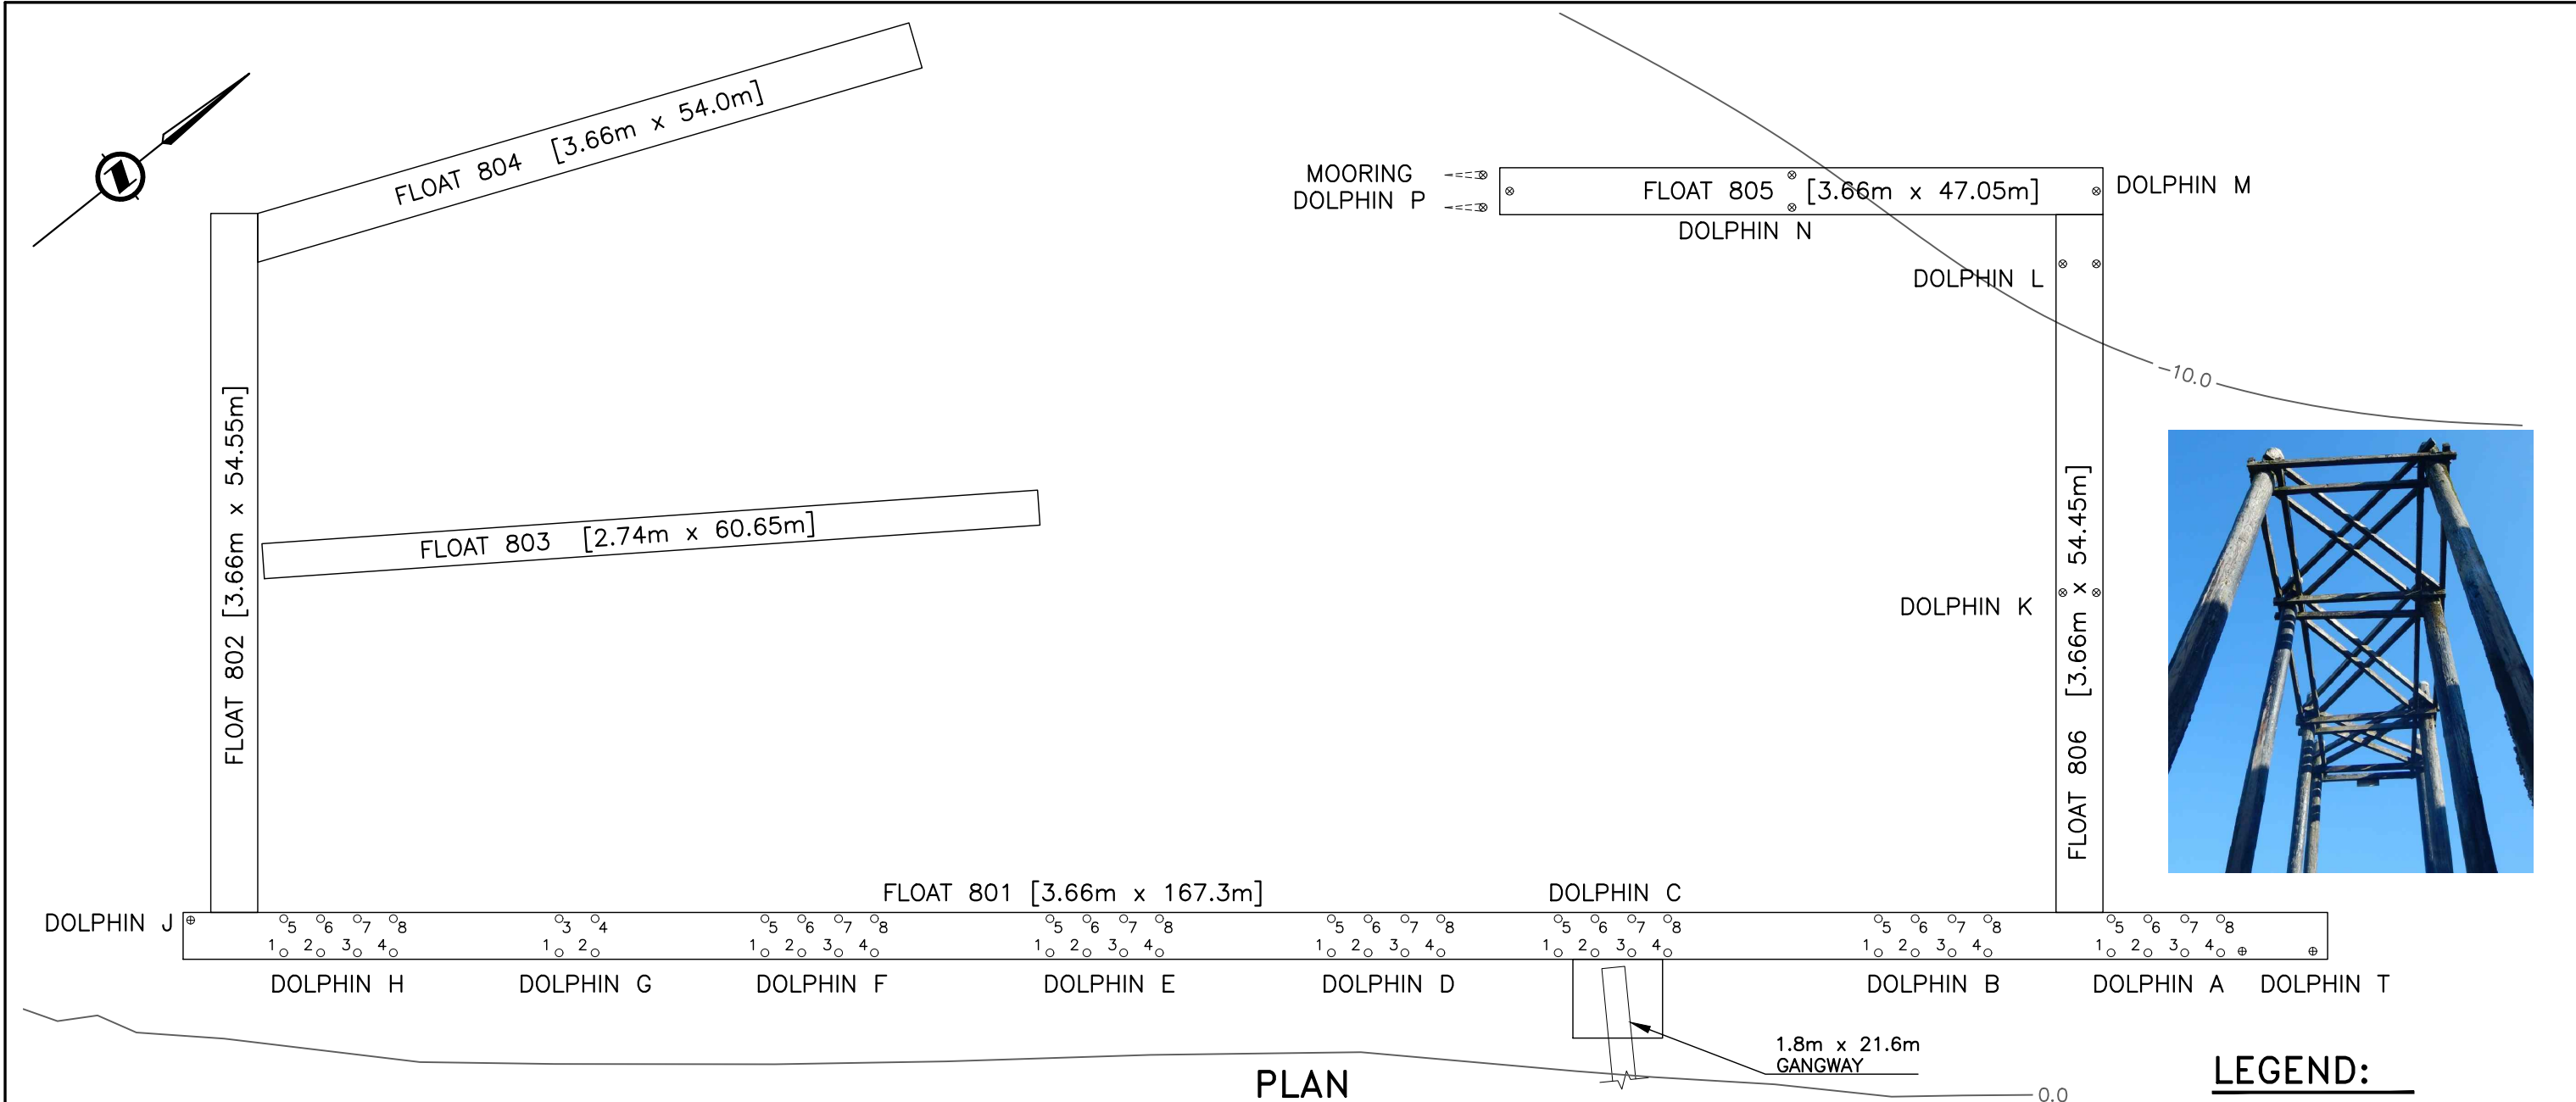 FLOAT 804 [3.66m x 54.0m]
MOORING
DOLPHIN P
FLOAT 805 [3.66m x 47.05m]
DOLPHIN M
DOLPHIN N
DOLPHIN L
-10.0
FLOAT 802 [3.66m x 54.55m]
FLOAT 803 [2.74m x 60.65m]
DOLPHIN K
FLOAT 806 [3.66m x 54.45m]
FLOAT 801 [3.66m x 167.3m]
DOLPHIN C
DOLPHIN J
5 6 7 8 3 4 5 6 7 8 5 6 7 8 5 6 7 8 5 6 7 8 5 6 7 8 5 6 7 8
1 2 3 4 1 2 1 2 3 4 1 2 3 4 1 2 3 4 1 2 3 4 1 2 3 4 1 2 3 4
DOLPHIN H DOLPHIN G DOLPHIN F DOLPHIN E DOLPHIN D DOLPHIN B DOLPHIN A DOLPHIN T
1.8m x 21.6m
GANGWAY
PLAN
LEGEND:
0.0